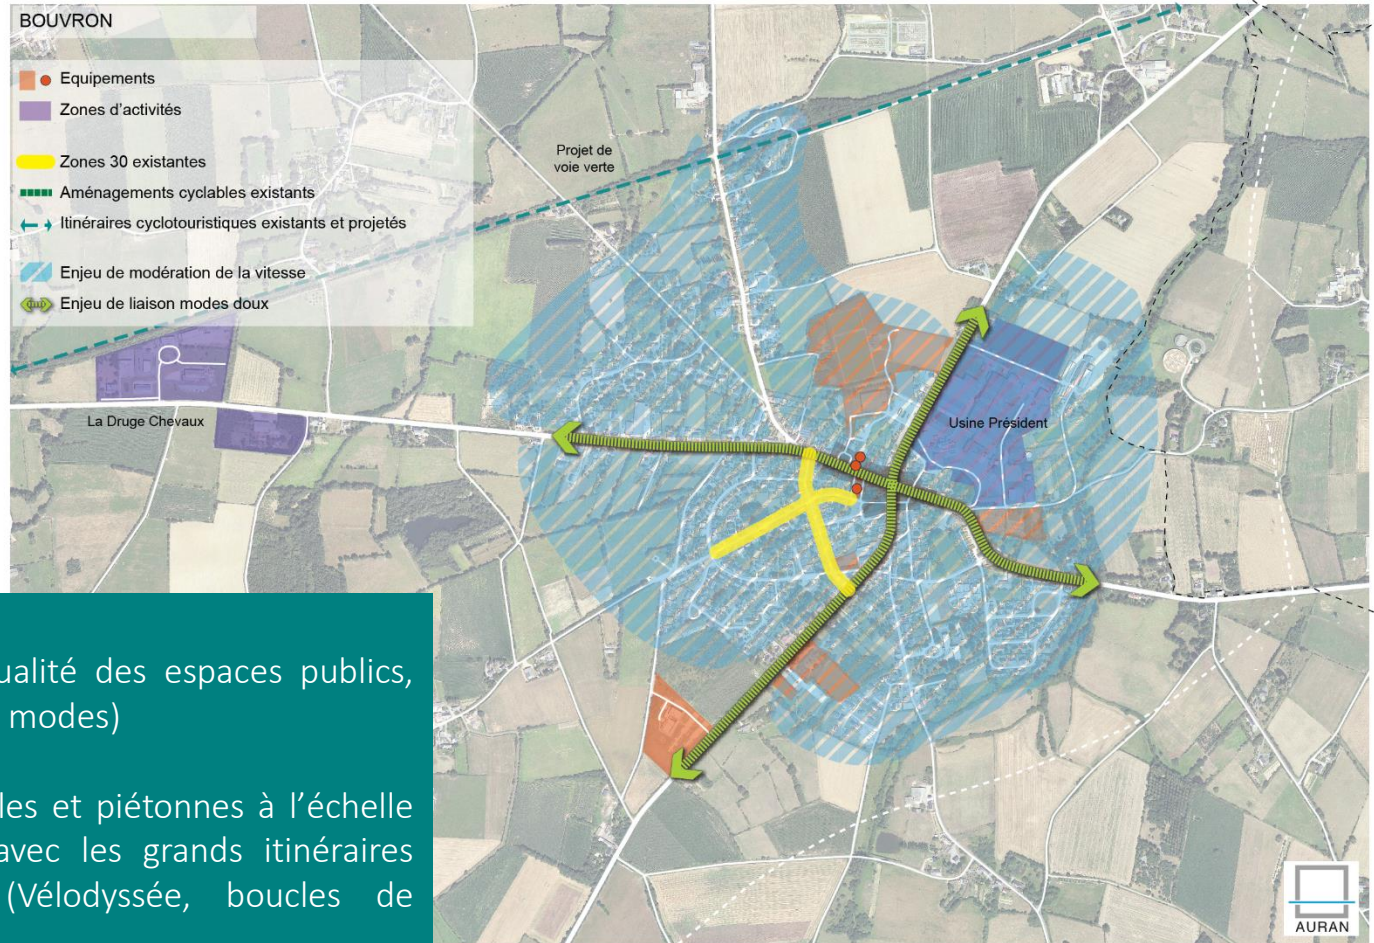 BOUVRON
Equipements
Zones d'activités
Zones 30 existantes
Aménagements cyclables existants
Itinéraires cyclotouristiques existants et projetés
Enjeu de modération de la vitesse
Enjeu de liaison modes doux
Projet de
voie verte
La Druge Chevaux
Usine Président
ualité des espaces publics,
modes)
les et piétonnes à l’échelle
avec les grands itinéraires
(Vélodyssée, boucles de
AURAN